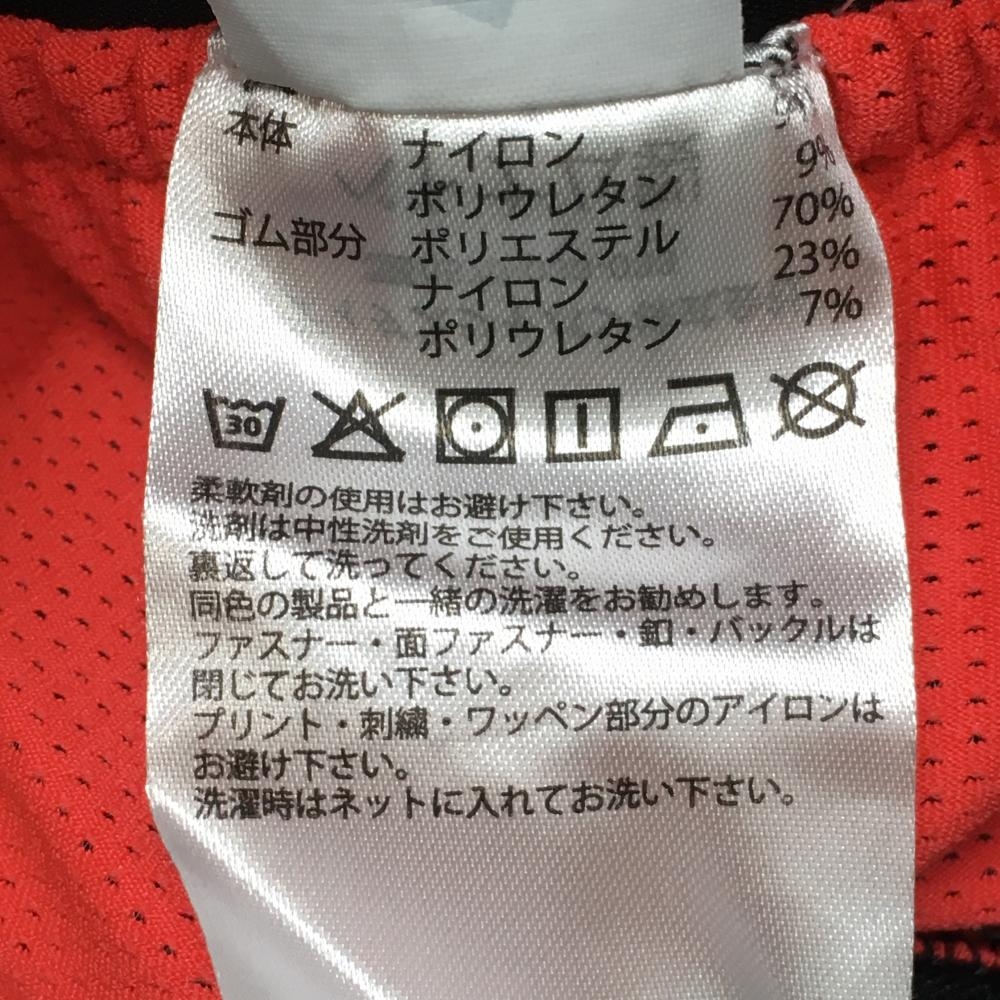 本体 ナイロン
ポリウレタン 9%
ゴム部分 ポリエステル 70%
ナイロン 23%
ポリウレタン 7%
30
柔軟剤の使用はお避け下さい。
洗剤は中性洗剤をご使用ください。
裏返して洗ってください。
同色の製品と一緒の洗濯をお勧めします。
ファスナー・面ファスナー・釦・バックルは
閉じてお洗い下さい。
プリント・刺繍・ワッペン部分のアイロンは
お避け下さい。
洗濯時はネットに入れてお洗い下さい。